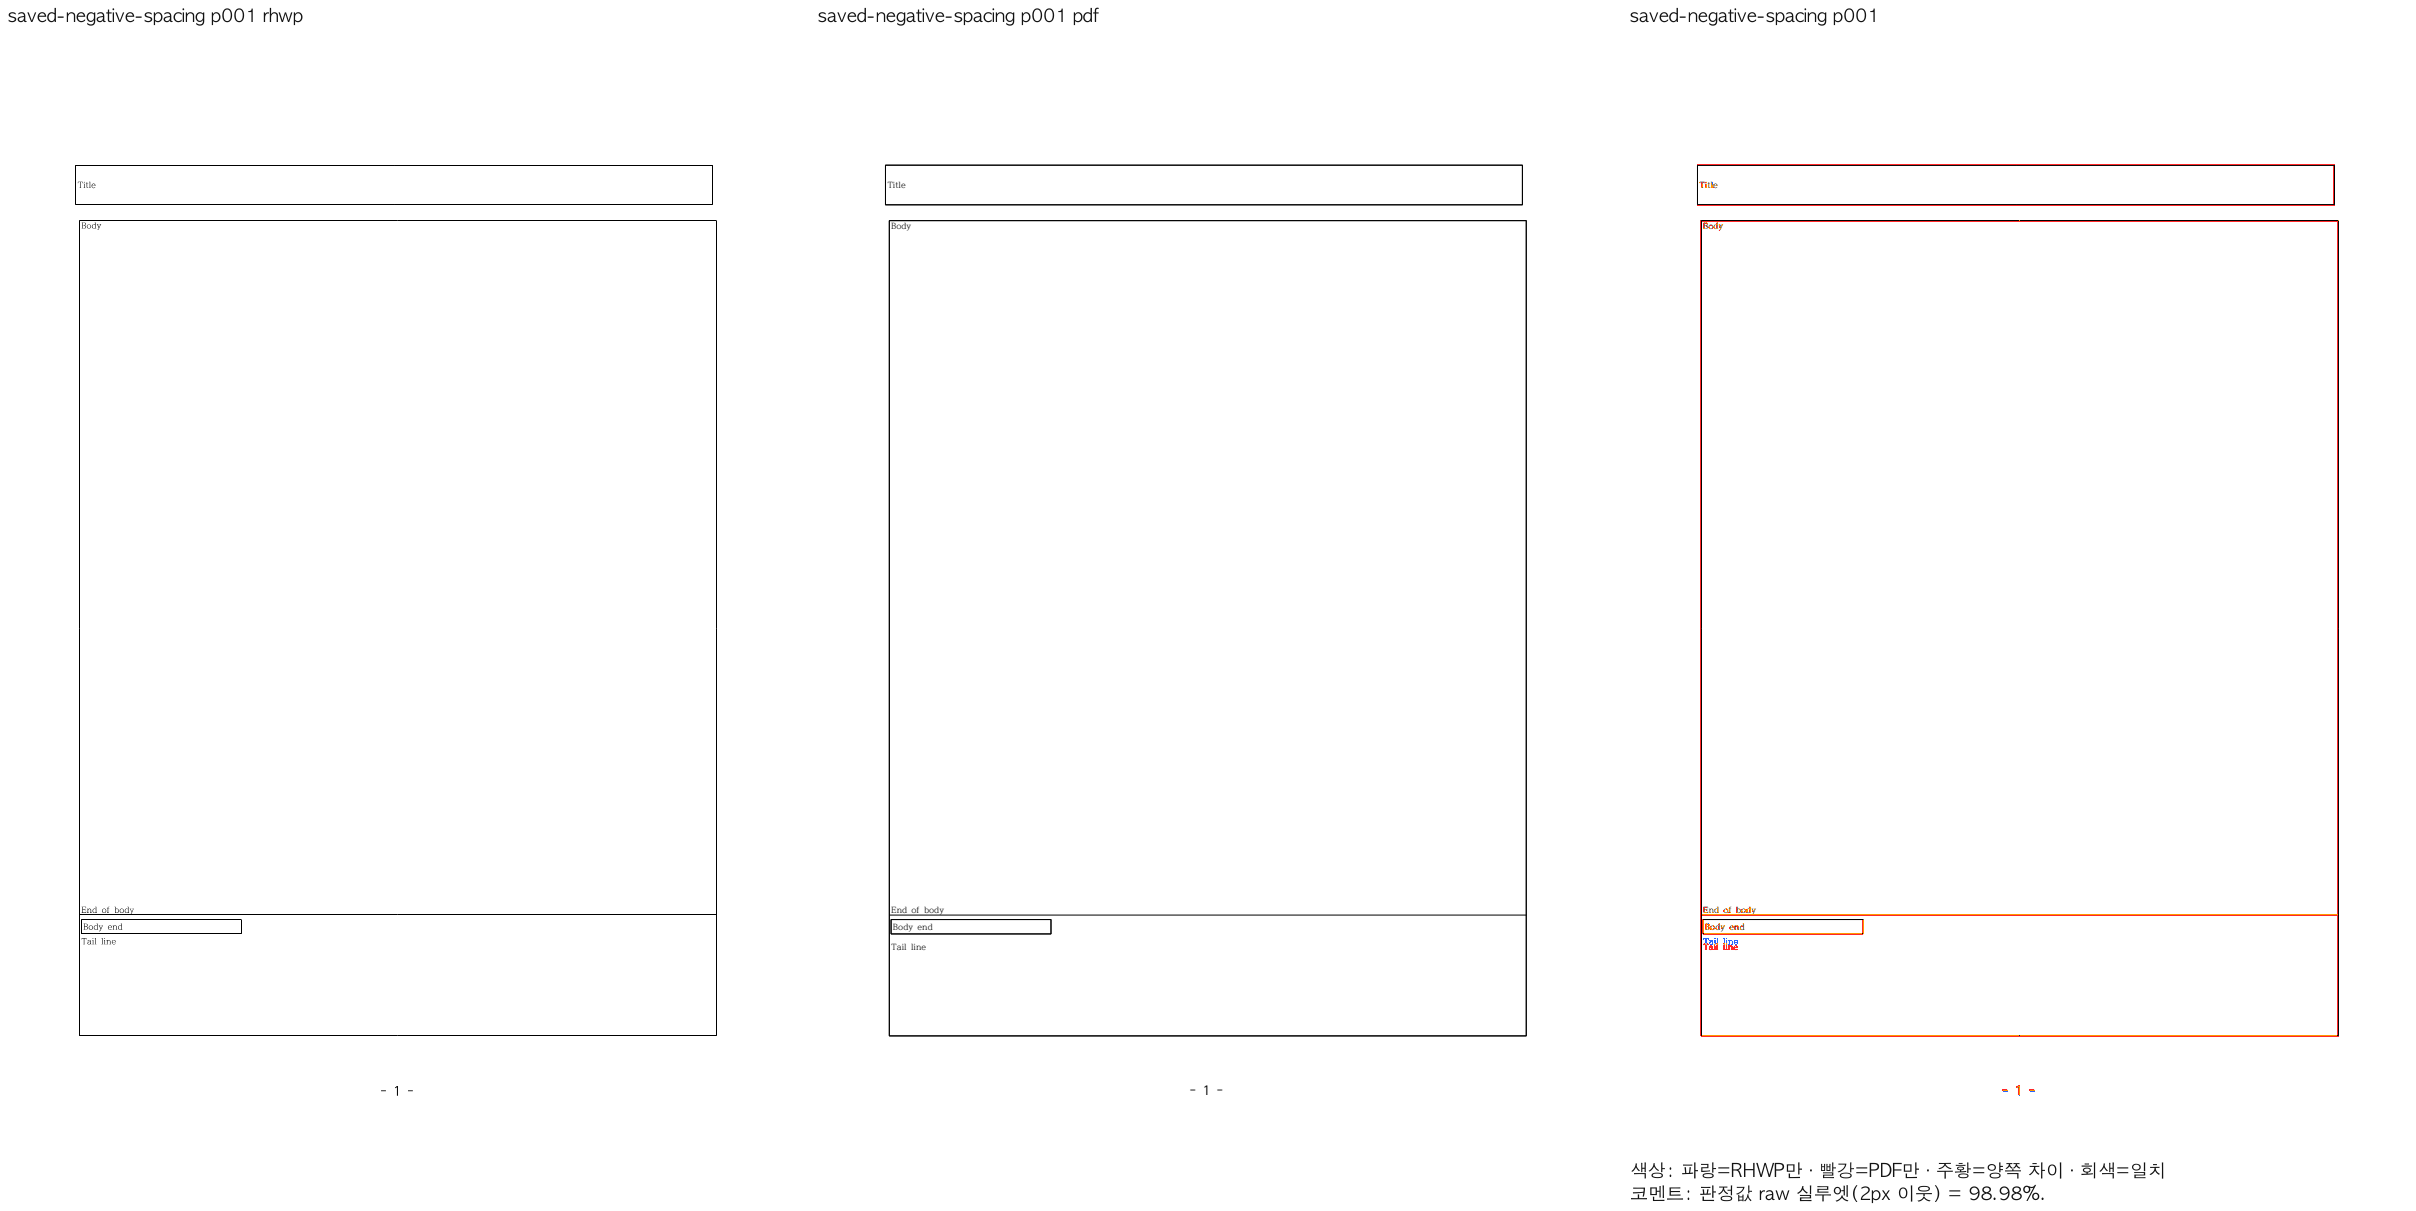 saved-negative-spacing p001 rhwp
Title
Body
End of body
Body end
Tail line
- 1 -
saved-negative-spacing p001 pdf
Title
Body
End of body
Body end
Tail line
- 1 -
saved-negative-spacing p001
Title
Body
End of body
Body end
Tail line
Tail line
- 1 -
색상: 파랑=RHWP만 · 빨강=PDF만 · 주황=양쪽 차이 · 회색=일치
코멘트: 판정값 raw 실루엣(2px 이웃) = 98.98%.